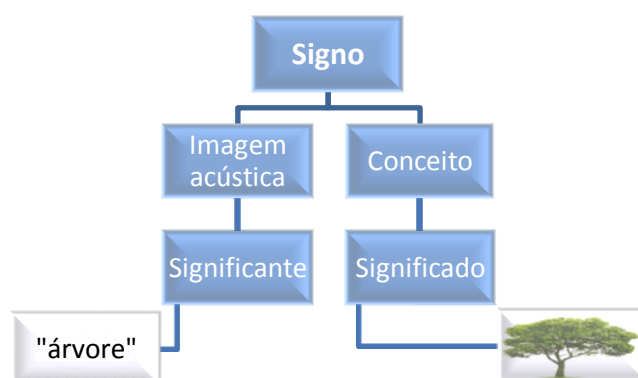 Signo
Imagem
acústica
Conceito
Significante
Significado
"árvore"